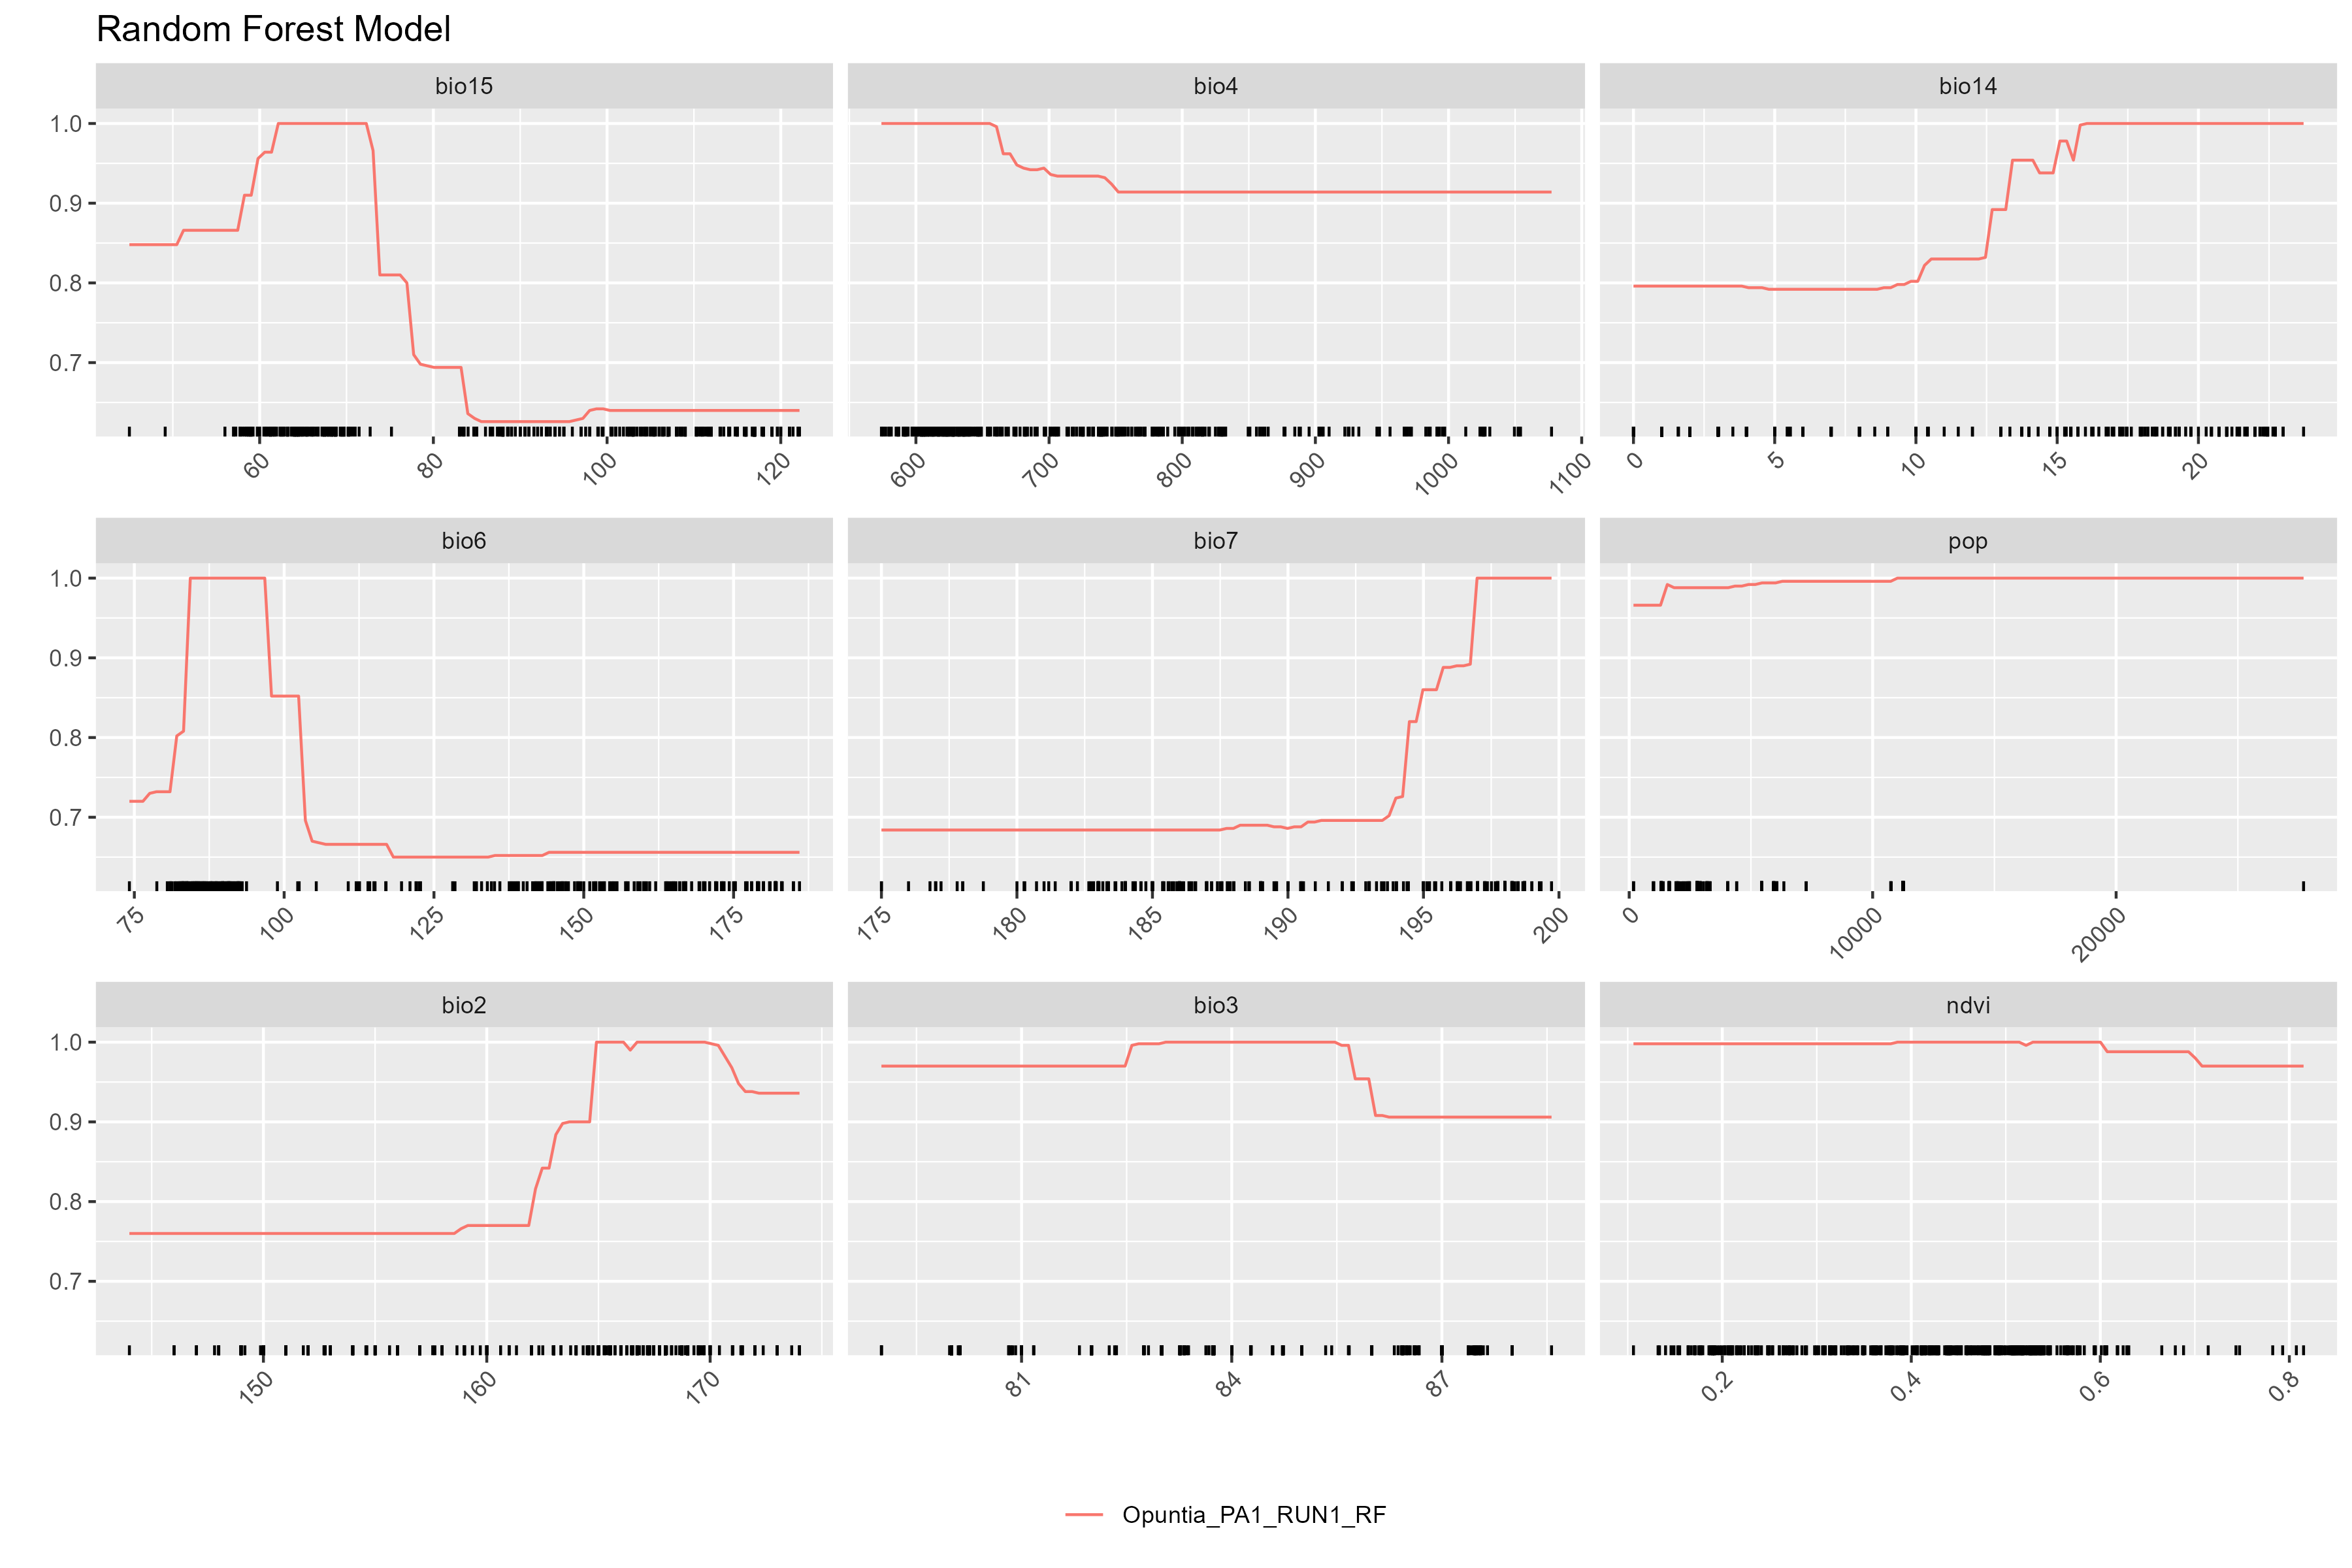 Random Forest Model
bio15 bio4 bio14
1.0
0.9
0.8
0.7
60 80 100 120 600 700 800 900 1000 1100 0 5 10 15 20
bio6 bio7 pop
1.0
0.9
0.8
0.7
75 100 125 150 175 175 180 185 190 195 200 0 10000 20000
bio2 bio3 ndvi
1.0
0.9
0.8
0.7
150 160 170 81 84 87 0.2 0.4 0.6 0.8
Opuntia_PA1_RUN1_RF